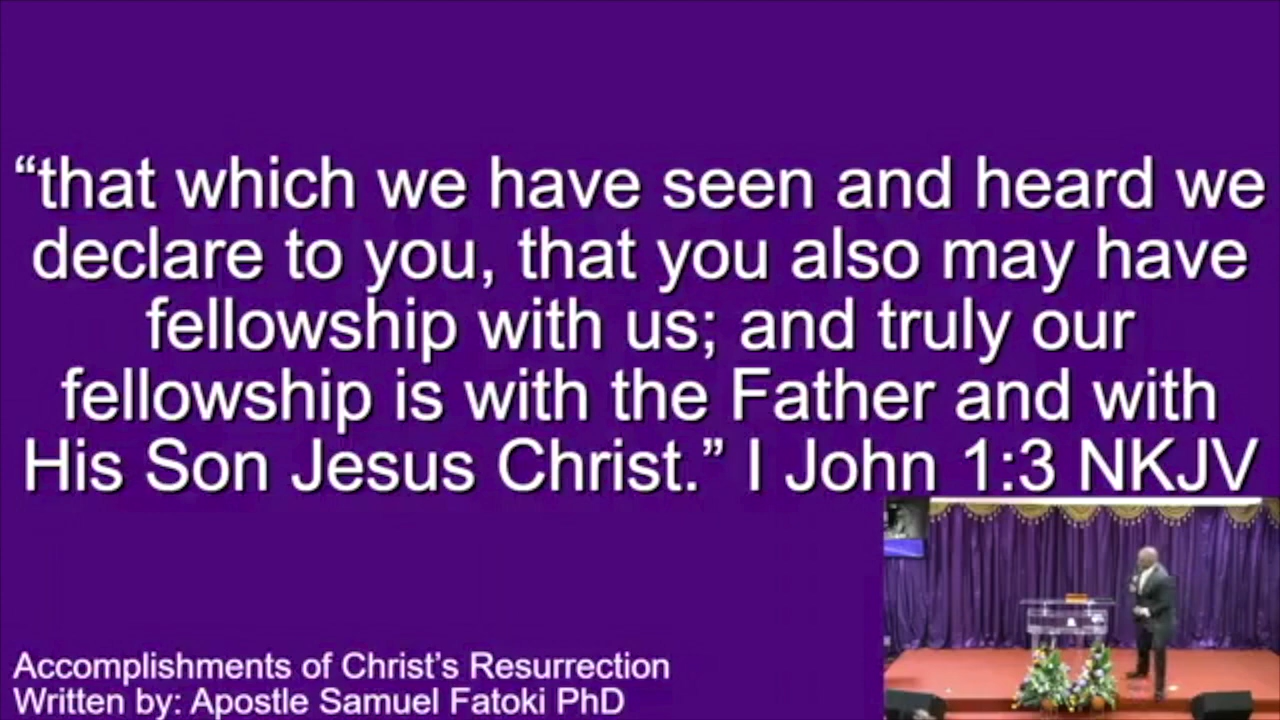 “that which we have seen and heard we
declare to you, that you also may have
fellowship with us; and truly our
fellowship is with the Father and with
His Son Jesus Christ.” I John 1:3 NKJV
Accomplishments of Christ’s Resurrection
Written by: Apostle Samuel Fatoki PhD